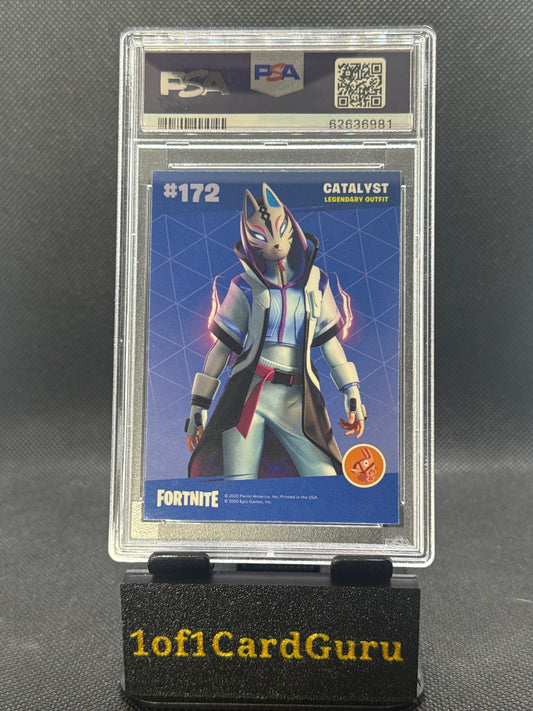 PSA
PSA
62636981
#172
CATALYST
LEGENDARY OUTFIT
FORTNITE
© 2020 Panini America, Inc. Printed in the USA.
© 2020 Epic Games, Inc.
1of1CardGuru